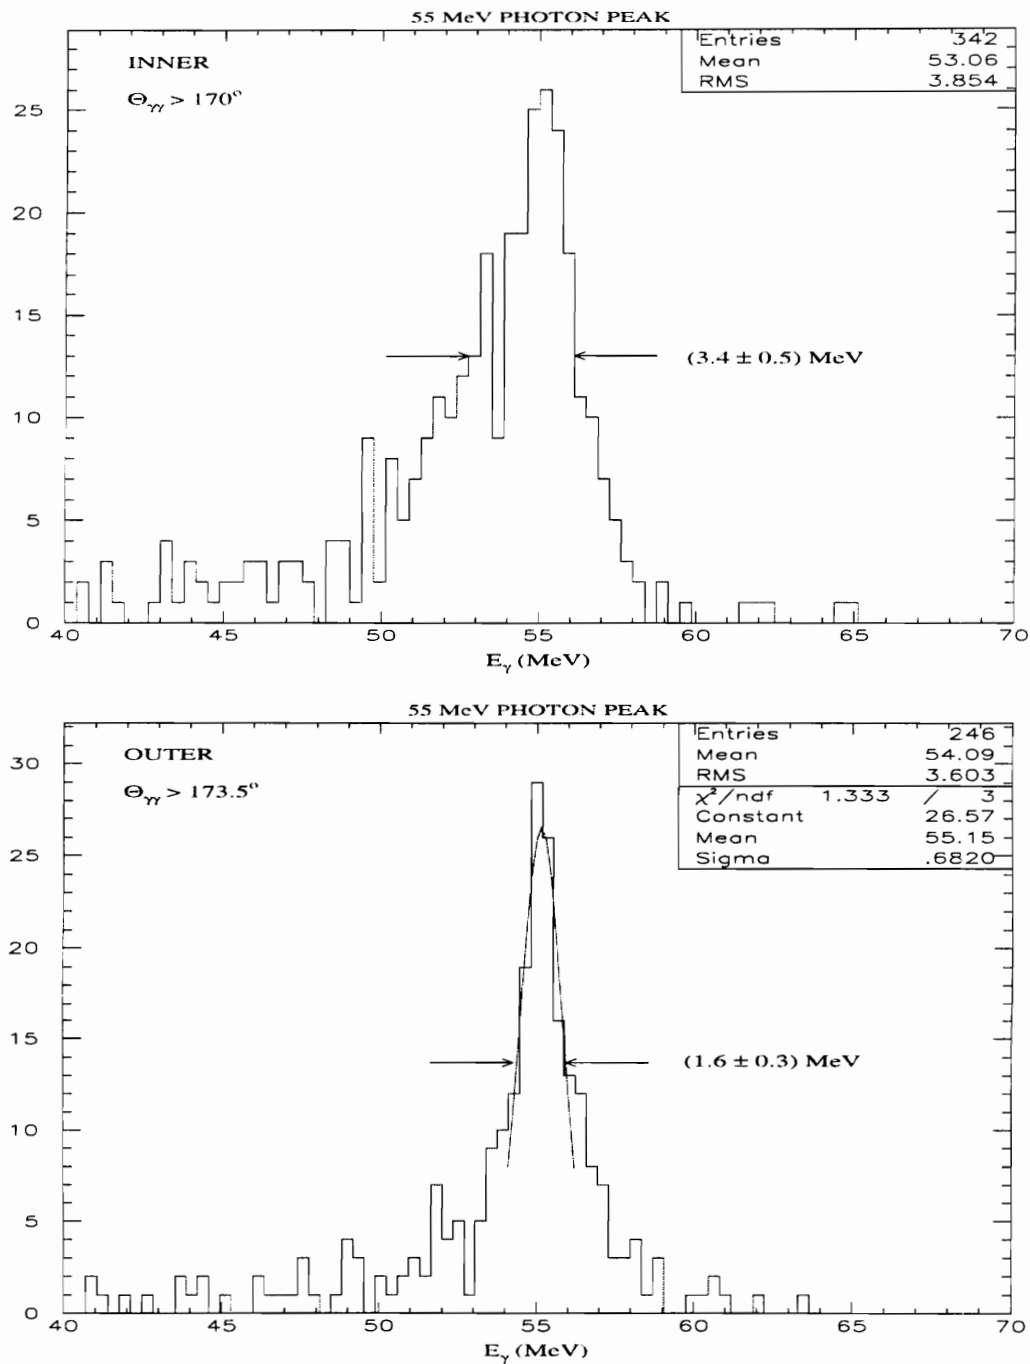 55 MeV PHOTON PEAK
INNER
Θγγ > 170°
Entries 342
Mean 53.06
RMS 3.854
25
20
15
10
5
0
(3.4 ± 0.5) MeV
40 45 50 55 60 65 70
Eγ (MeV)
55 MeV PHOTON PEAK
OUTER
Θγγ > 173.5°
Entries 246
Mean 54.09
RMS 3.603
χ²/ndf 1.333 / 3
Constant 26.57
Mean 55.15
Sigma .6820
30
25
20
15
10
5
0
(1.6 ± 0.3) MeV
40 45 50 55 60 65 70
Eγ (MeV)